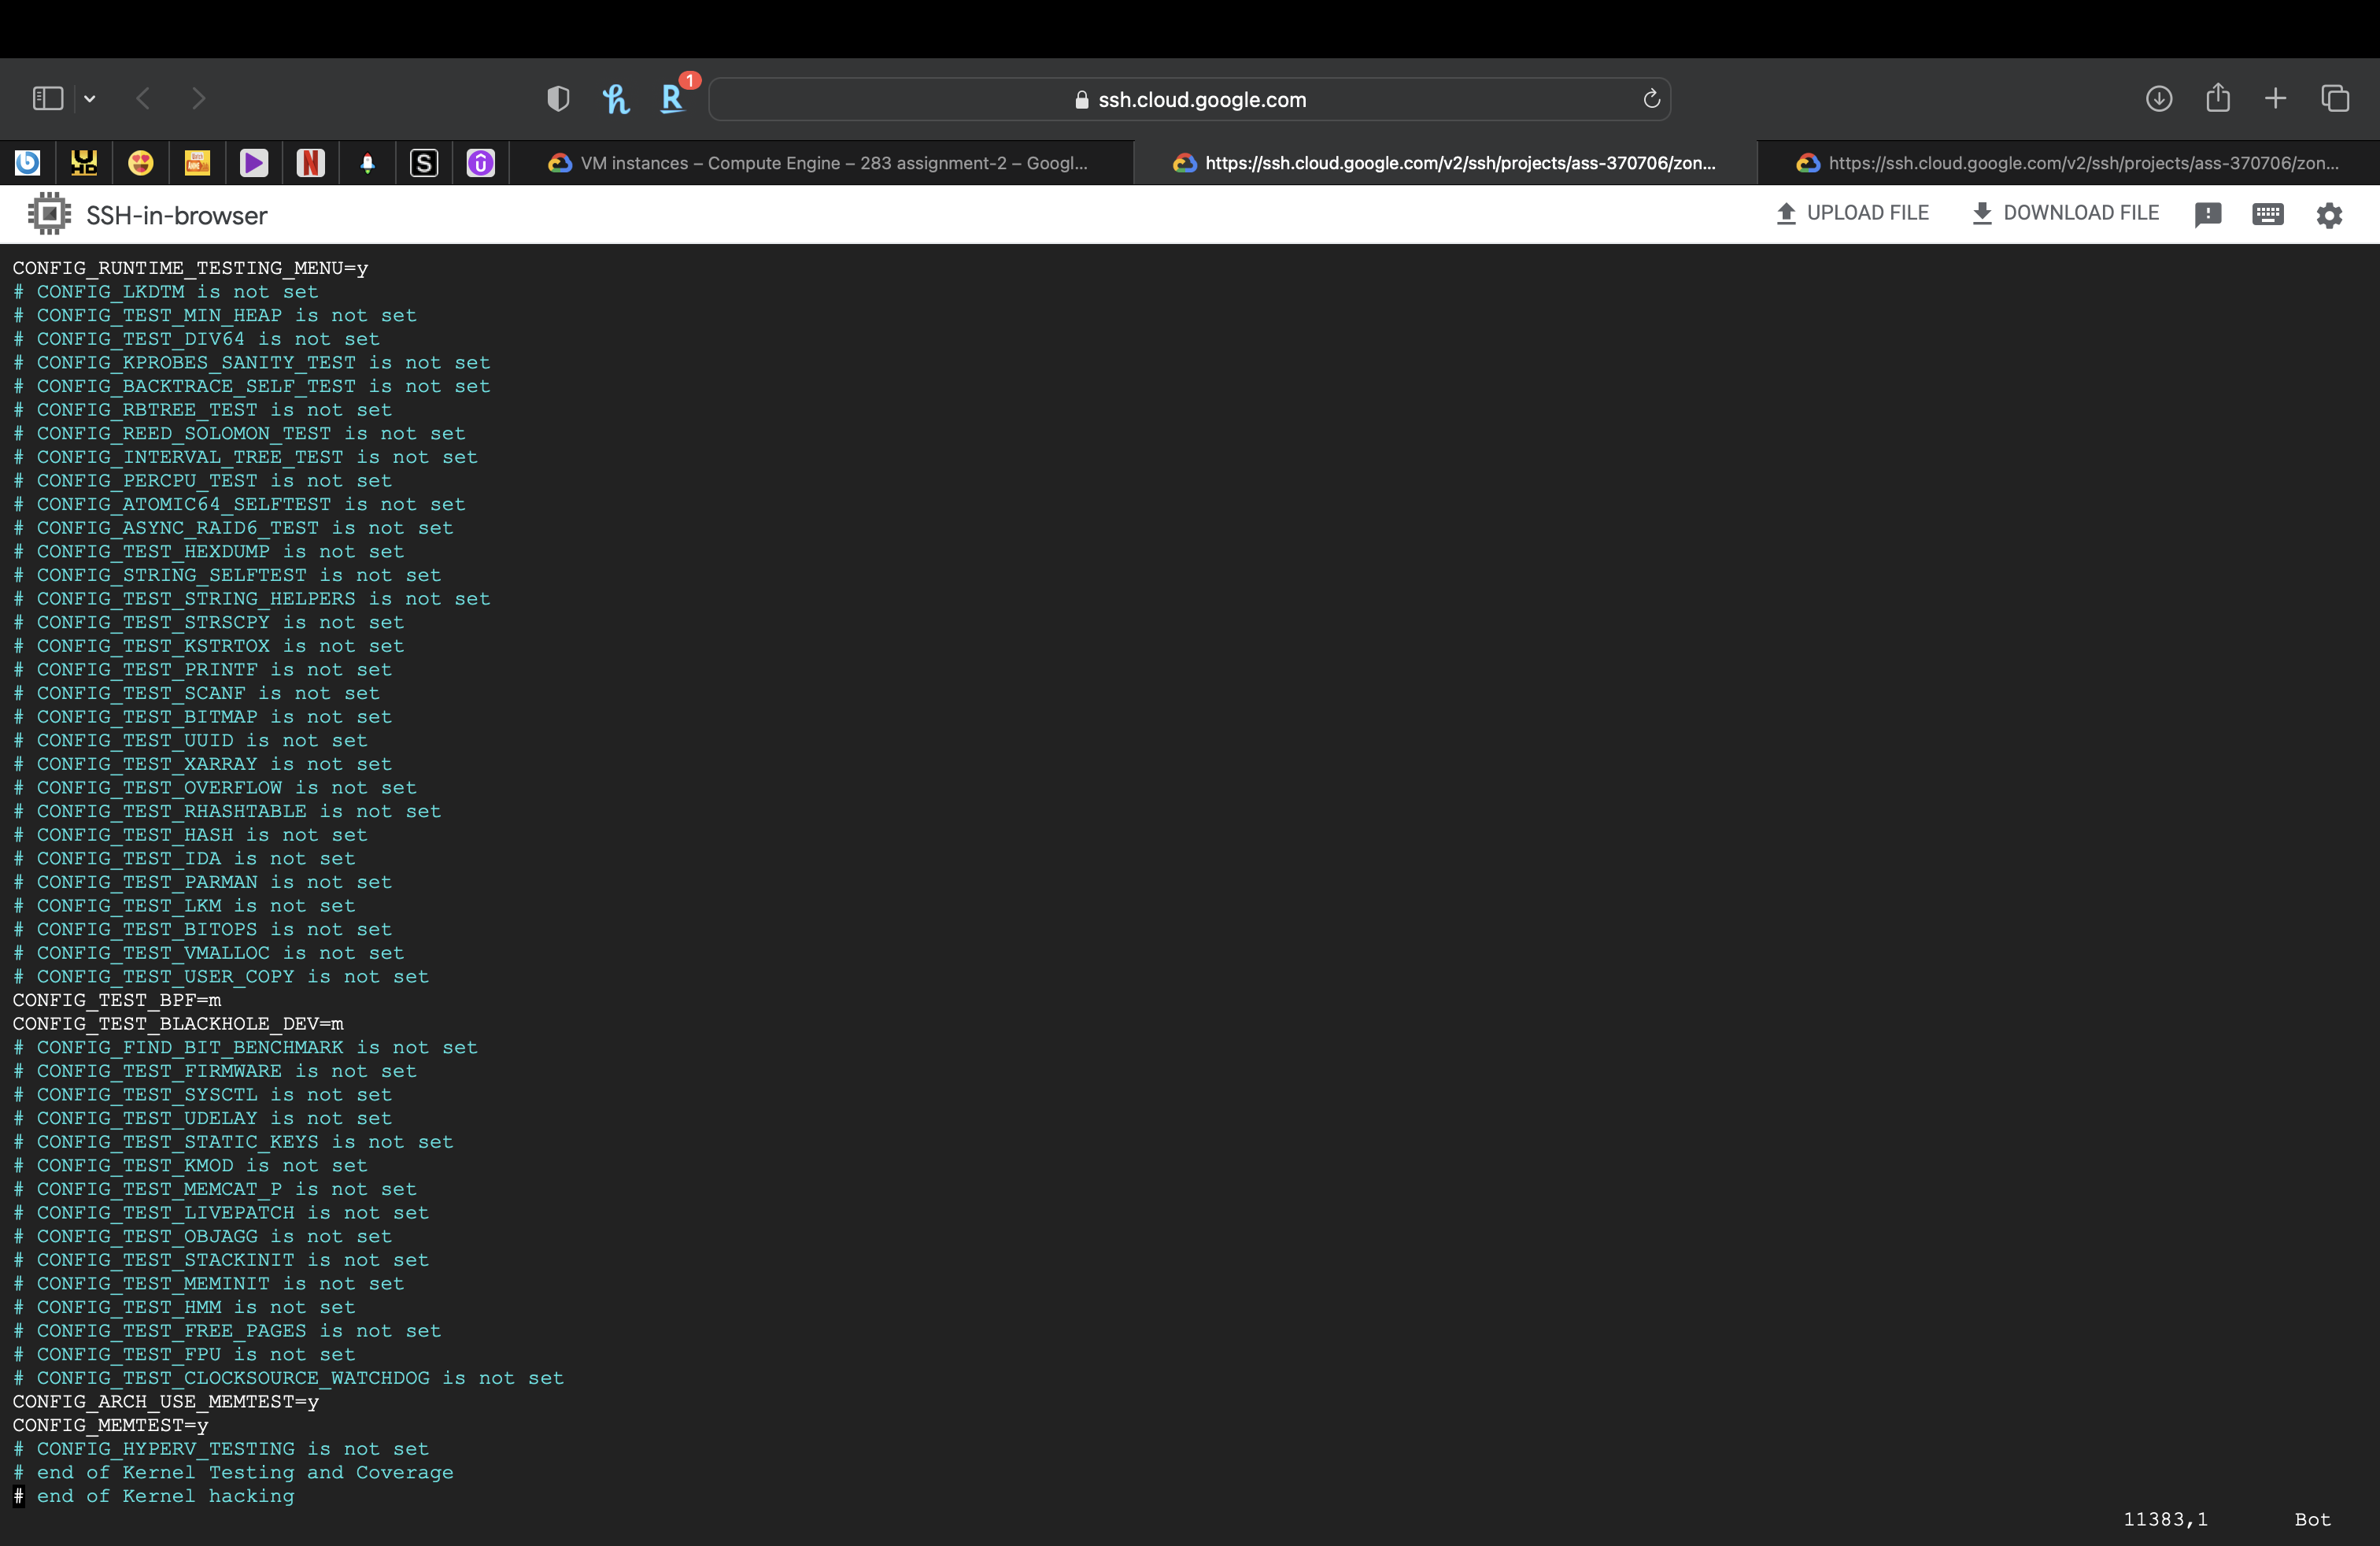 1
ssh.cloud.google.com
VM instances – Compute Engine – 283 assignment-2 – Googl...
https://ssh.cloud.google.com/v2/ssh/projects/ass-370706/zon...
https://ssh.cloud.google.com/v2/ssh/projects/ass-370706/zon...
SSH-in-browser
UPLOAD FILE
DOWNLOAD FILE
CONFIG_RUNTIME_TESTING_MENU=y
# CONFIG_LKDTM is not set
# CONFIG_TEST_MIN_HEAP is not set
# CONFIG_TEST_DIV64 is not set
# CONFIG_KPROBES_SANITY_TEST is not set
# CONFIG_BACKTRACE_SELF_TEST is not set
# CONFIG_RBTREE_TEST is not set
# CONFIG_REED_SOLOMON_TEST is not set
# CONFIG_INTERVAL_TREE_TEST is not set
# CONFIG_PERCPU_TEST is not set
# CONFIG_ATOMIC64_SELFTEST is not set
# CONFIG_ASYNC_RAID6_TEST is not set
# CONFIG_TEST_HEXDUMP is not set
# CONFIG_STRING_SELFTEST is not set
# CONFIG_TEST_STRING_HELPERS is not set
# CONFIG_TEST_STRSCPY is not set
# CONFIG_TEST_KSTRTOX is not set
# CONFIG_TEST_PRINTF is not set
# CONFIG_TEST_SCANF is not set
# CONFIG_TEST_BITMAP is not set
# CONFIG_TEST_UUID is not set
# CONFIG_TEST_XARRAY is not set
# CONFIG_TEST_OVERFLOW is not set
# CONFIG_TEST_RHASHTABLE is not set
# CONFIG_TEST_HASH is not set
# CONFIG_TEST_IDA is not set
# CONFIG_TEST_PARMAN is not set
# CONFIG_TEST_LKM is not set
# CONFIG_TEST_BITOPS is not set
# CONFIG_TEST_VMALLOC is not set
# CONFIG_TEST_USER_COPY is not set
CONFIG_TEST_BPF=m
CONFIG_TEST_BLACKHOLE_DEV=m
# CONFIG_FIND_BIT_BENCHMARK is not set
# CONFIG_TEST_FIRMWARE is not set
# CONFIG_TEST_SYSCTL is not set
# CONFIG_TEST_UDELAY is not set
# CONFIG_TEST_STATIC_KEYS is not set
# CONFIG_TEST_KMOD is not set
# CONFIG_TEST_MEMCAT_P is not set
# CONFIG_TEST_LIVEPATCH is not set
# CONFIG_TEST_OBJAGG is not set
# CONFIG_TEST_STACKINIT is not set
# CONFIG_TEST_MEMINIT is not set
# CONFIG_TEST_HMM is not set
# CONFIG_TEST_FREE_PAGES is not set
# CONFIG_TEST_FPU is not set
# CONFIG_TEST_CLOCKSOURCE_WATCHDOG is not set
CONFIG_ARCH_USE_MEMTEST=y
CONFIG_MEMTEST=y
# CONFIG_HYPERV_TESTING is not set
# end of Kernel Testing and Coverage
# end of Kernel hacking
11383,1 Bot